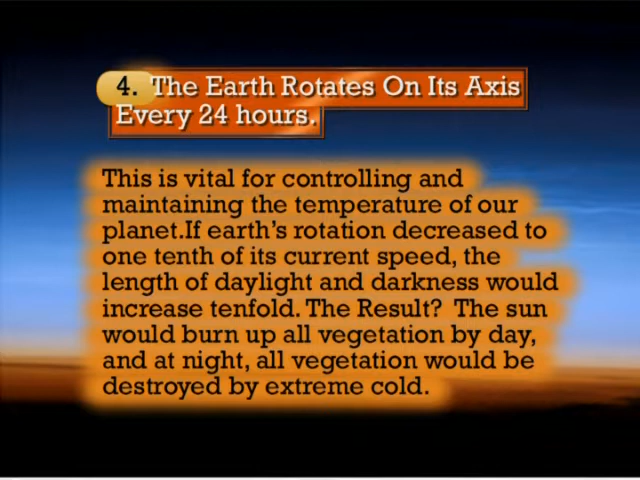 4. The Earth Rotates On Its Axis
Every 24 hours.
This is vital for controlling and
maintaining the temperature of our
planet.If earth's rotation decreased to
one tenth of its current speed, the
length of daylight and darkness would
increase tenfold. The Result?  The sun
would burn up all vegetation by day,
and at night, all vegetation would be
destroyed by extreme cold.